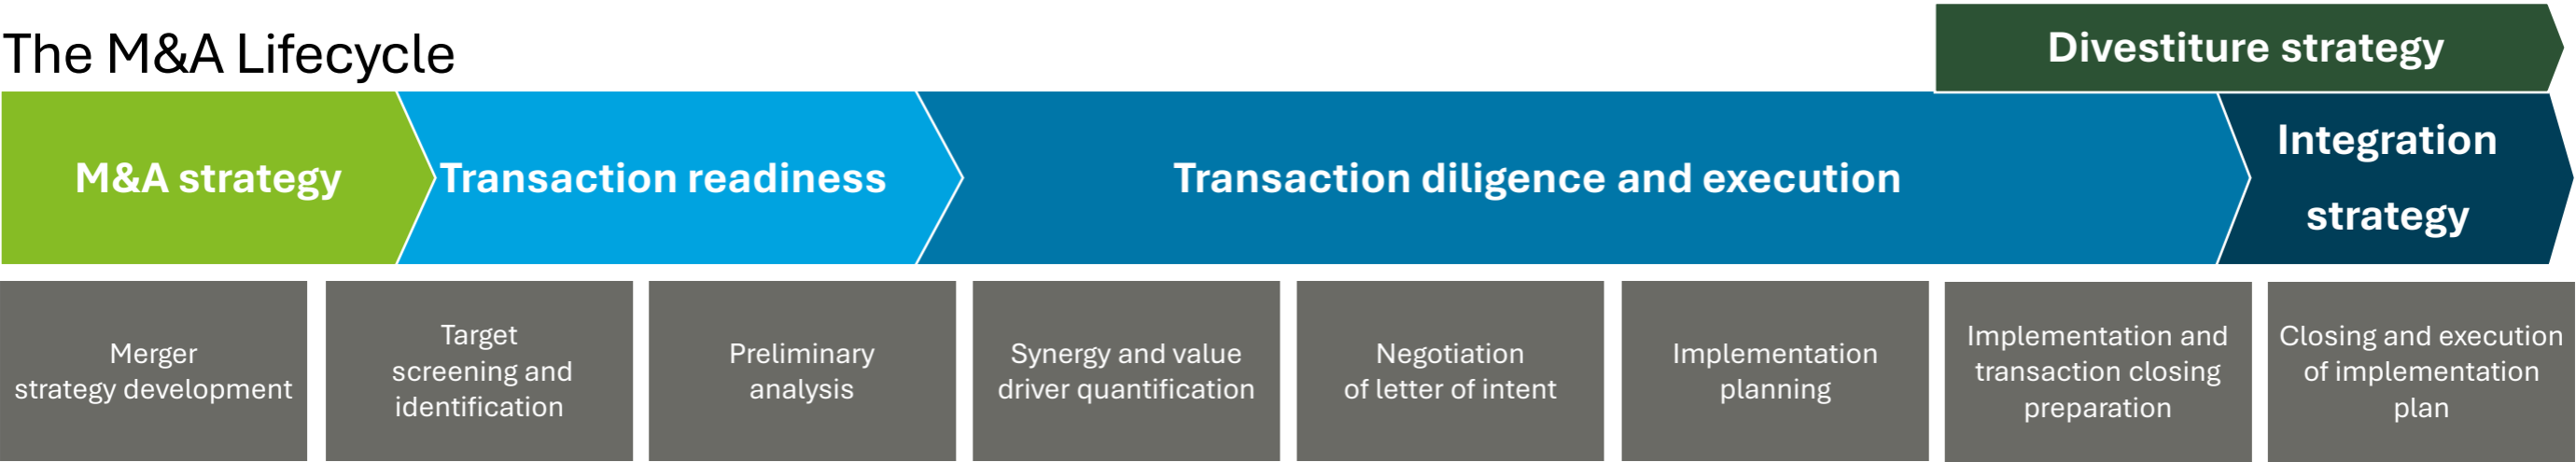 The M&A Lifecycle
Divestiture strategy
M&A strategy
Transaction readiness
Transaction diligence and execution
Integration
strategy
Merger
strategy development
Target
screening and
identification
Preliminary
analysis
Synergy and value
driver quantification
Negotiation
of letter of intent
Implementation
planning
Implementation and
transaction closing
preparation
Closing and execution
of implementation
plan